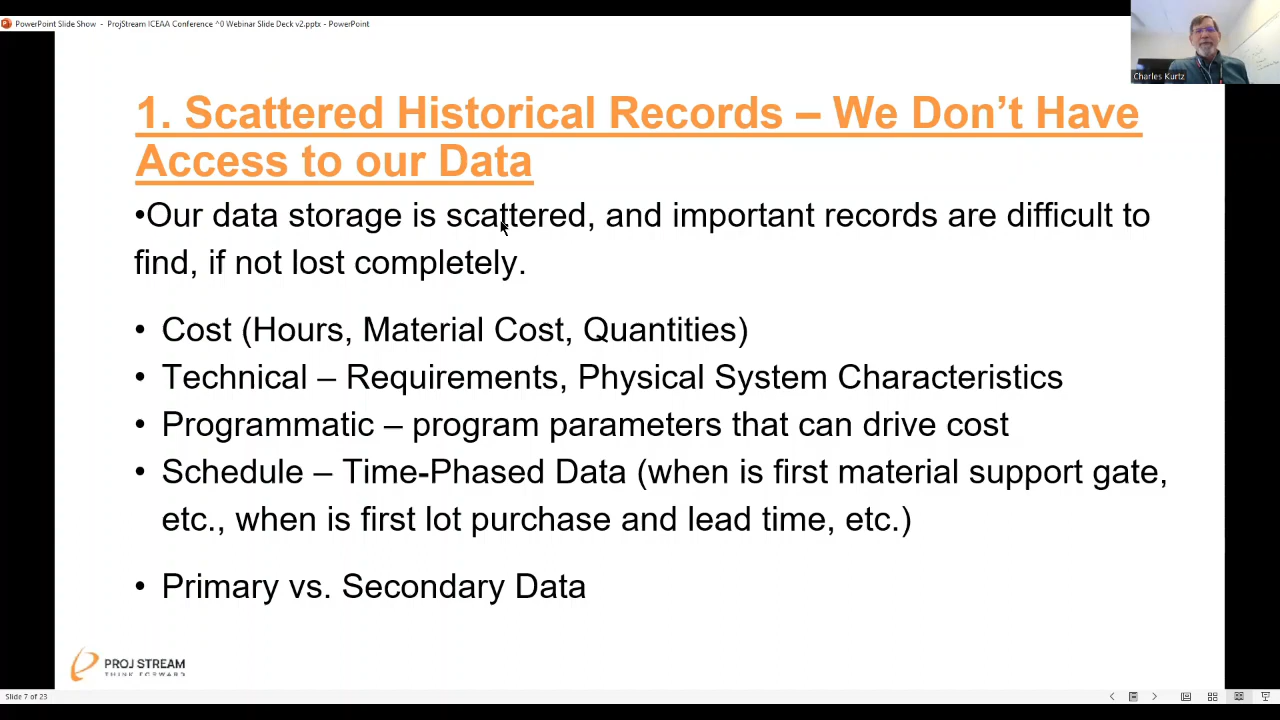 PowerPoint Slide Show - ProjStream ICEAA Conference ^0 Webinar Slide Deck v2.pptx - PowerPoint
Charles Kurtz
1. Scattered Historical Records – We Don’t Have
Access to our Data
•Our data storage is scattered, and important records are difficult to
find, if not lost completely.
• Cost (Hours, Material Cost, Quantities)
• Technical – Requirements, Physical System Characteristics
• Programmatic – program parameters that can drive cost
• Schedule – Time-Phased Data (when is first material support gate,
etc., when is first lot purchase and lead time, etc.)
• Primary vs. Secondary Data
PROJ STREAM
THINK FORWARD
Slide 7 of 23